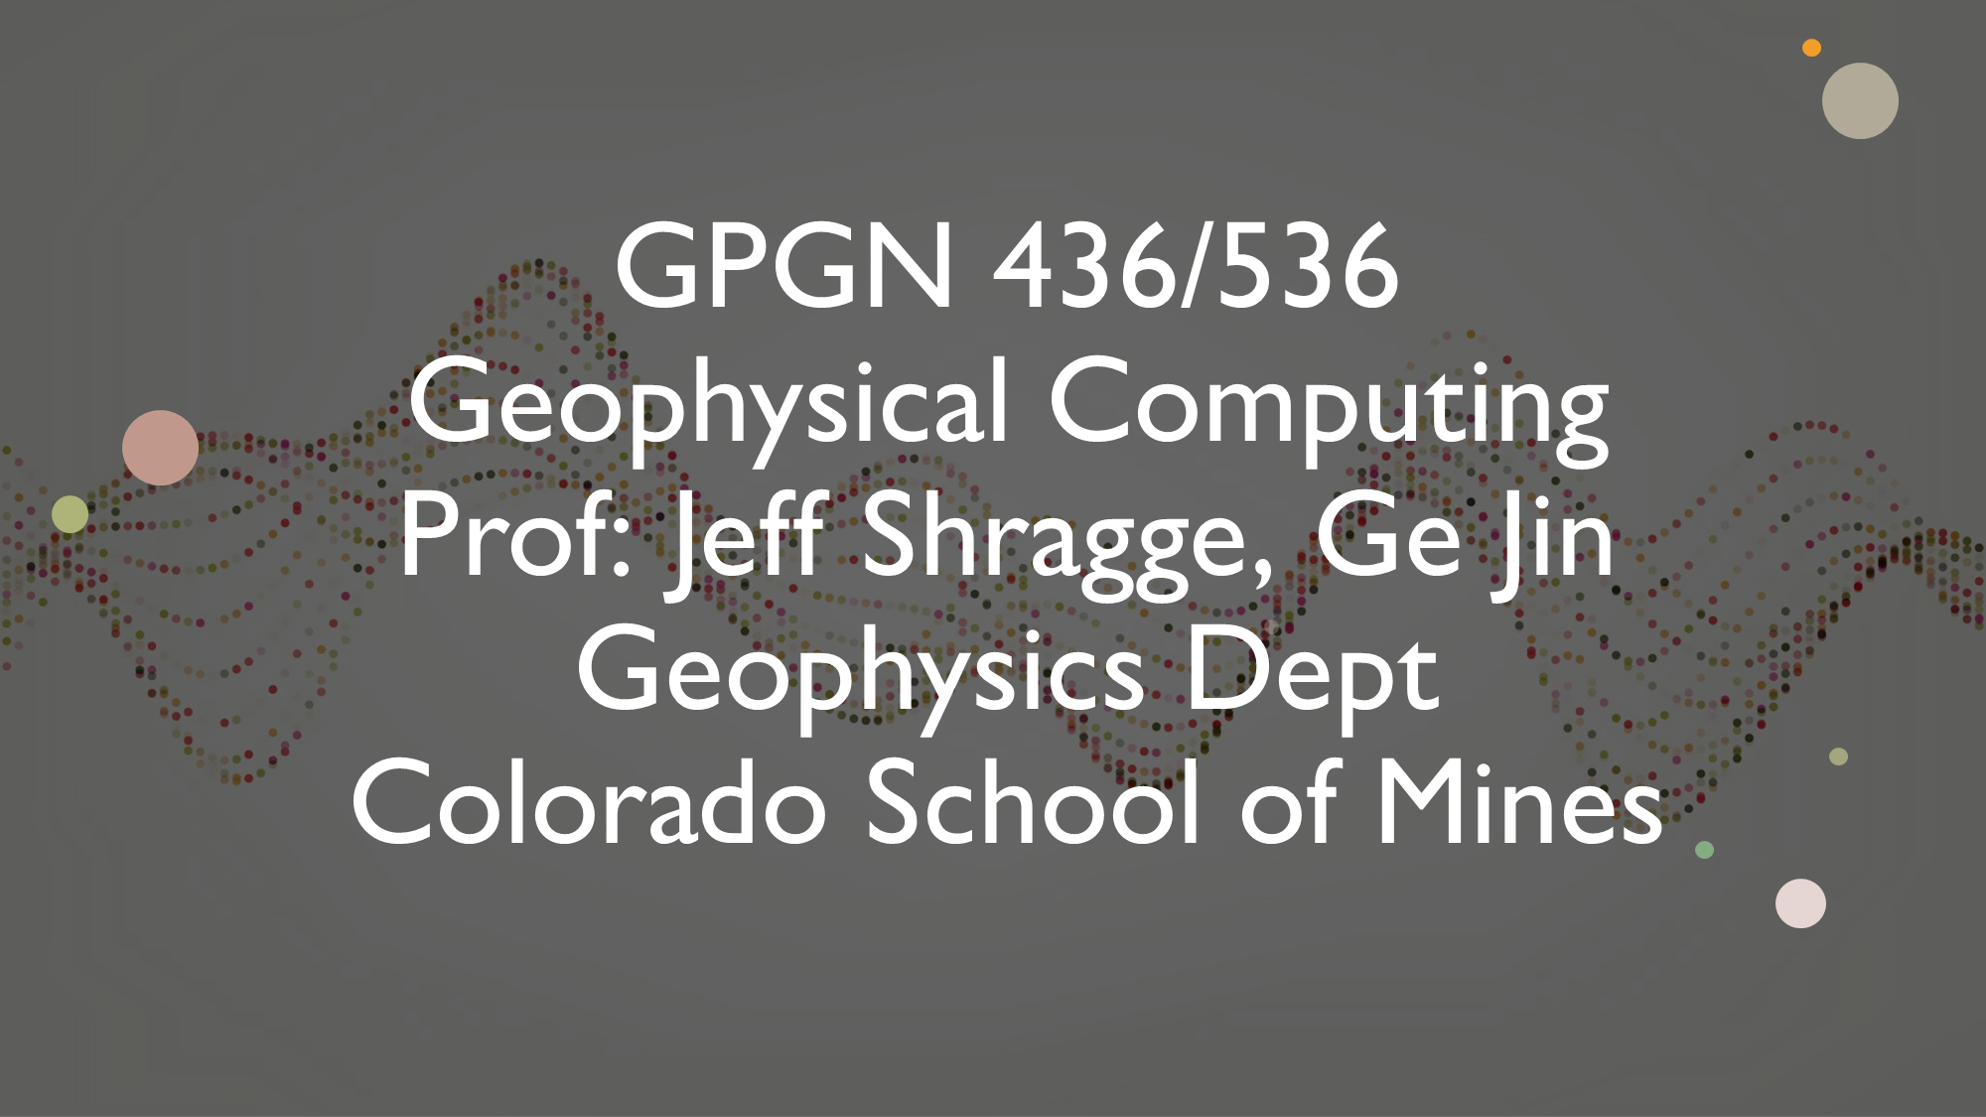 GPGN 436/536
Geophysical Computing
Prof: Jeff Shragge, Ge Jin
Geophysics Dept
Colorado School of Mines